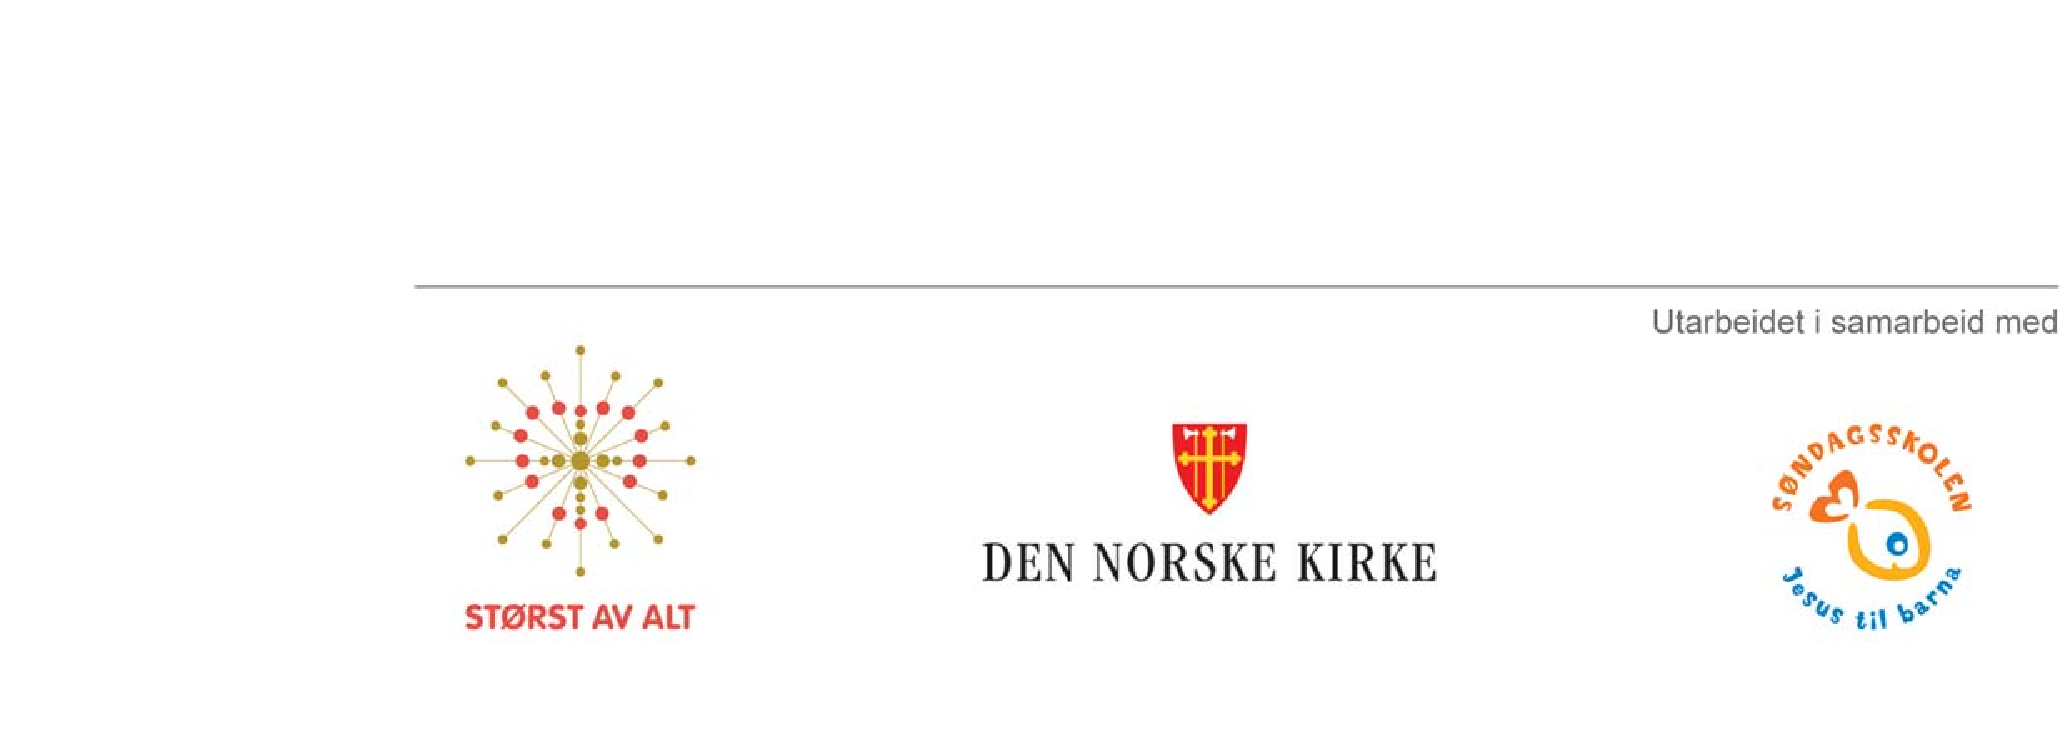 Utarbeidet i samarbeid med
STØRST AV ALT
DEN NORSKE KIRKE
SØNDAGSSKOLEN
Jesus til barna